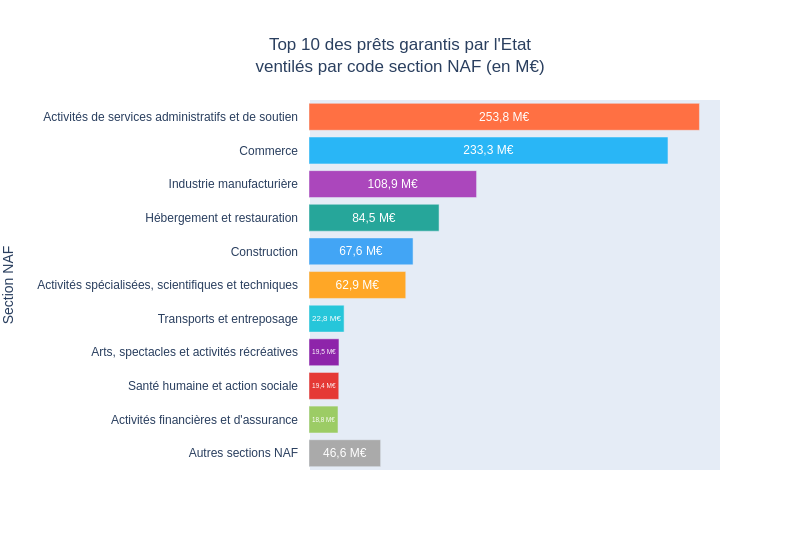 Top 10 des prêts garantis par l'Etat
ventilés par code section NAF (en M€)
Section NAF
Activités de services administratifs et de soutien 253,8 M€
Commerce 233,3 M€
Industrie manufacturière 108,9 M€
Hébergement et restauration 84,5 M€
Construction 67,6 M€
Activités spécialisées, scientifiques et techniques 62,9 M€
Transports et entreposage 22,8 M€
Arts, spectacles et activités récréatives 19,5 M€
Santé humaine et action sociale 19,4 M€
Activités financières et d'assurance 18,8 M€
Autres sections NAF 46,6 M€